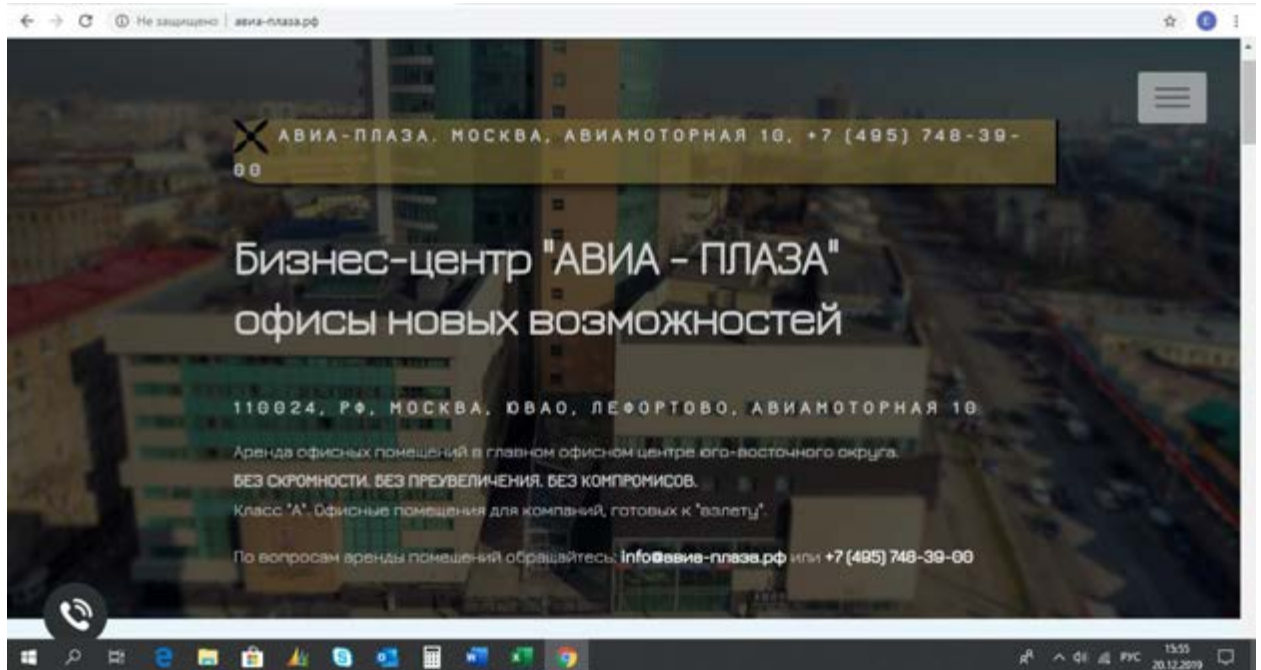 Не защищено | авиа-плаза.рф
АВИА-ПЛАЗА. МОСКВА, АВИАМОТОРНАЯ 10, +7 (495) 748-39-
00
Бизнес-центр "АВИА - ПЛАЗА"
офисы новых возможностей
110024, РФ, МОСКВА, ЮВАО, ЛЕФОРТОВО, АВИАМОТОРНАЯ 10
Аренда офисных помещений в главном офисном центре юго-восточного округа.
БЕЗ СКРОМНОСТИ. БЕЗ ПРЕУВЕЛИЧЕНИЯ. БЕЗ КОМПРОМИСОВ.
Класс "А". Офисные помещения для компаний, готовых к "взлету".
По вопросам аренды помещений обращайтесь: Info@авиа-плаза.рф или +7 (495) 748-39-00
РУС
15:55
20.12.2019